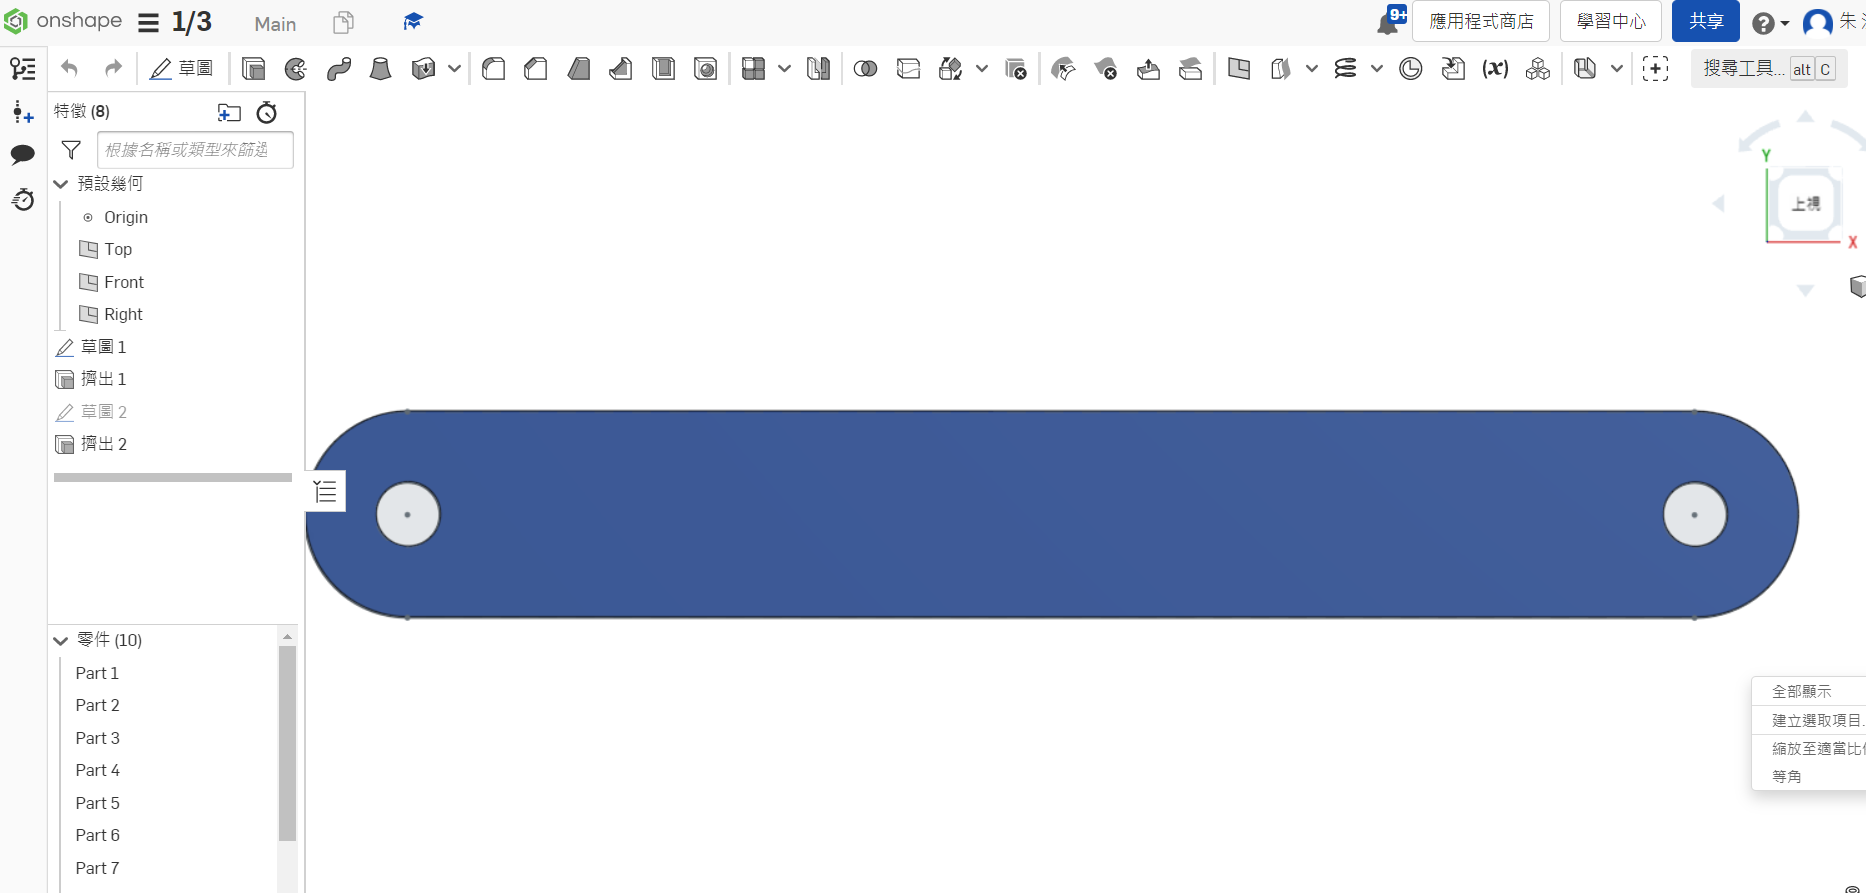 onshape 1/3 Main 9+ 應用程式商店 學習中心 共享 朱
草圖 (x) 搜尋工具... alt C
特徵 (8)
根據名稱或類型來篩選
預設幾何
Origin
Top
Front
Right
草圖 1
擠出 1
草圖 2
擠出 2
零件 (10)
Part 1
Part 2
Part 3
Part 4
Part 5
Part 6
Part 7
Y
上視
X
全部顯示
建立選取項目.
縮放至適當比
等角